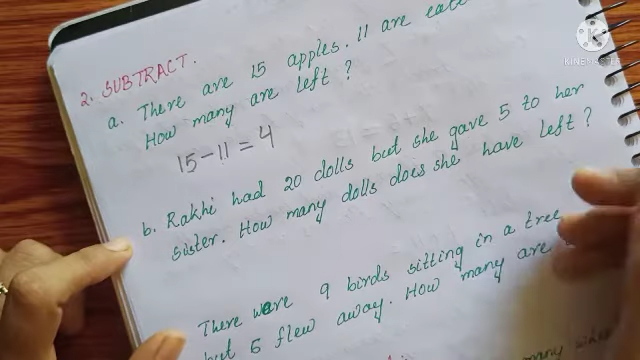 KINEMASTER
2. SUBTRACT.
a. There are 15 apples. 11 are
How many are left ?
15 - 11 = 4
b. Rakhi had 20 dolls but she gave 5 to her
sister. How many dolls does she have left ?
There were 9 birds sitting in a tree
but 5 flew away. How many are
many